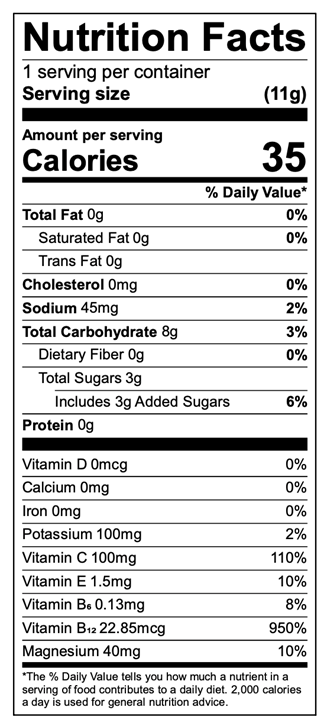 Nutrition Facts
1 serving per container
Serving size (11g)
Amount per serving
Calories 35
% Daily Value*
Total Fat 0g 0%
Saturated Fat 0g 0%
Trans Fat 0g
Cholesterol 0mg 0%
Sodium 45mg 2%
Total Carbohydrate 8g 3%
Dietary Fiber 0g 0%
Total Sugars 3g
Includes 3g Added Sugars 6%
Protein 0g
Vitamin D 0mcg 0%
Calcium 0mg 0%
Iron 0mg 0%
Potassium 100mg 2%
Vitamin C 100mg 110%
Vitamin E 1.5mg 10%
Vitamin B₆ 0.13mg 8%
Vitamin B₁₂ 22.85mcg 950%
Magnesium 40mg 10%
*The % Daily Value tells you how much a nutrient in a
serving of food contributes to a daily diet. 2,000 calories
a day is used for general nutrition advice.